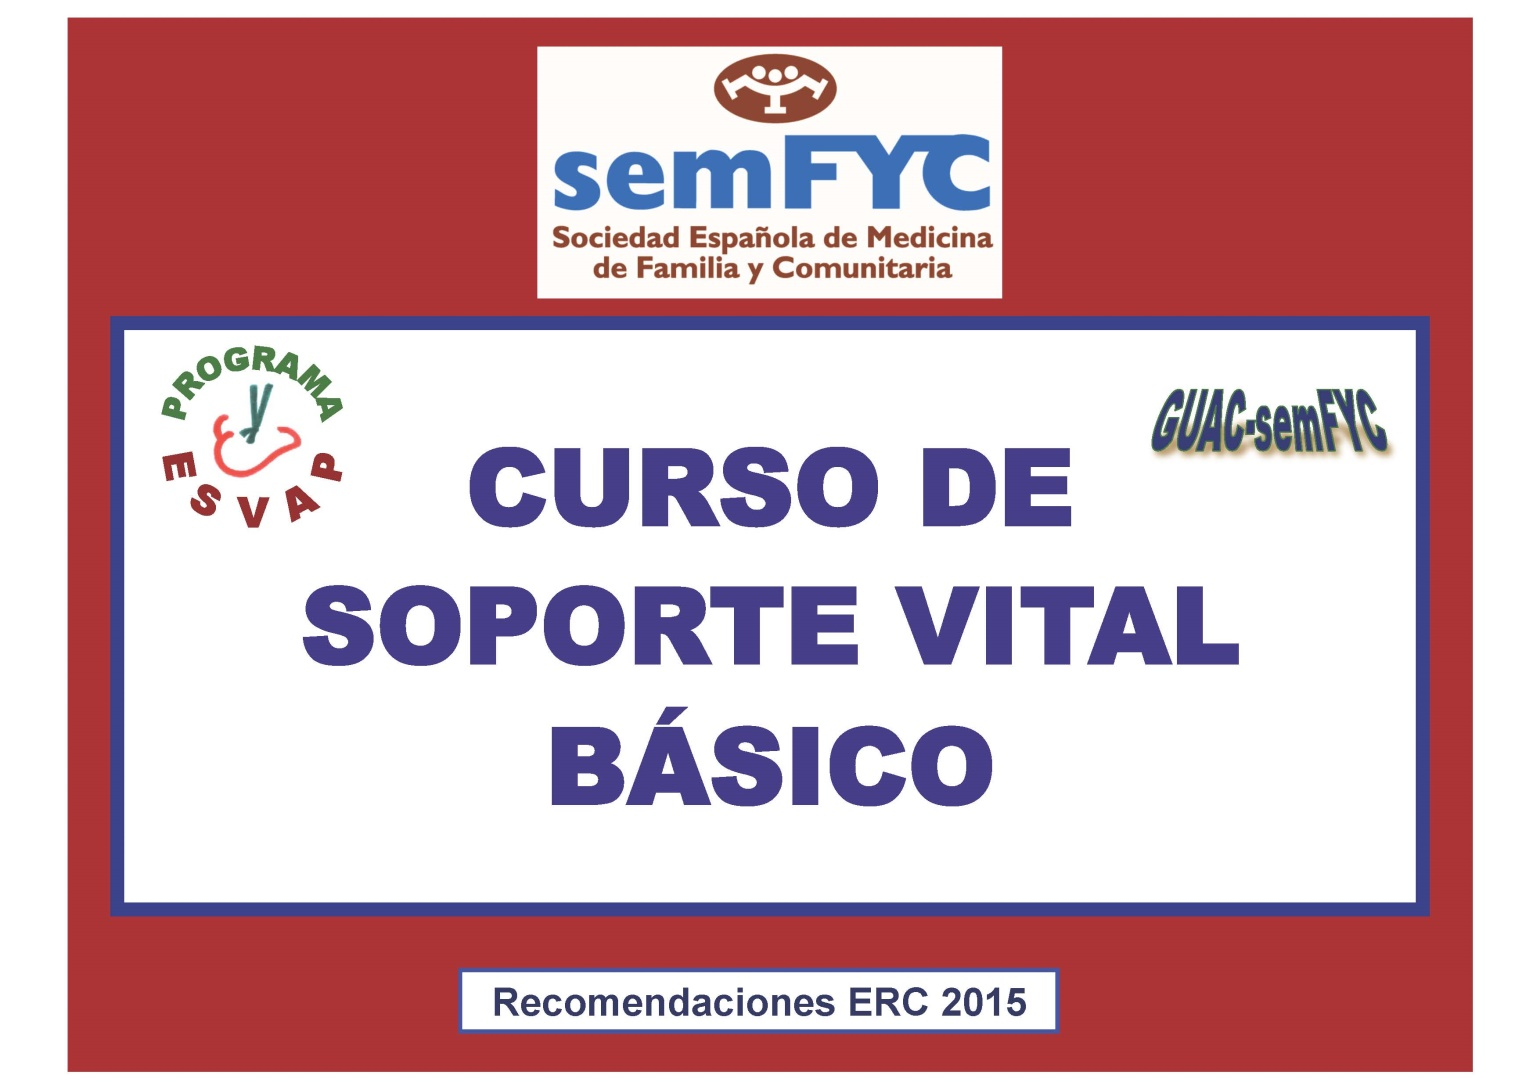 semFYC
Sociedad Española de Medicina
de Familia y Comunitaria
PROGRAMA
ESVAP
GUAC-semFYC
CURSO DE
SOPORTE VITAL
BÁSICO
Recomendaciones ERC 2015